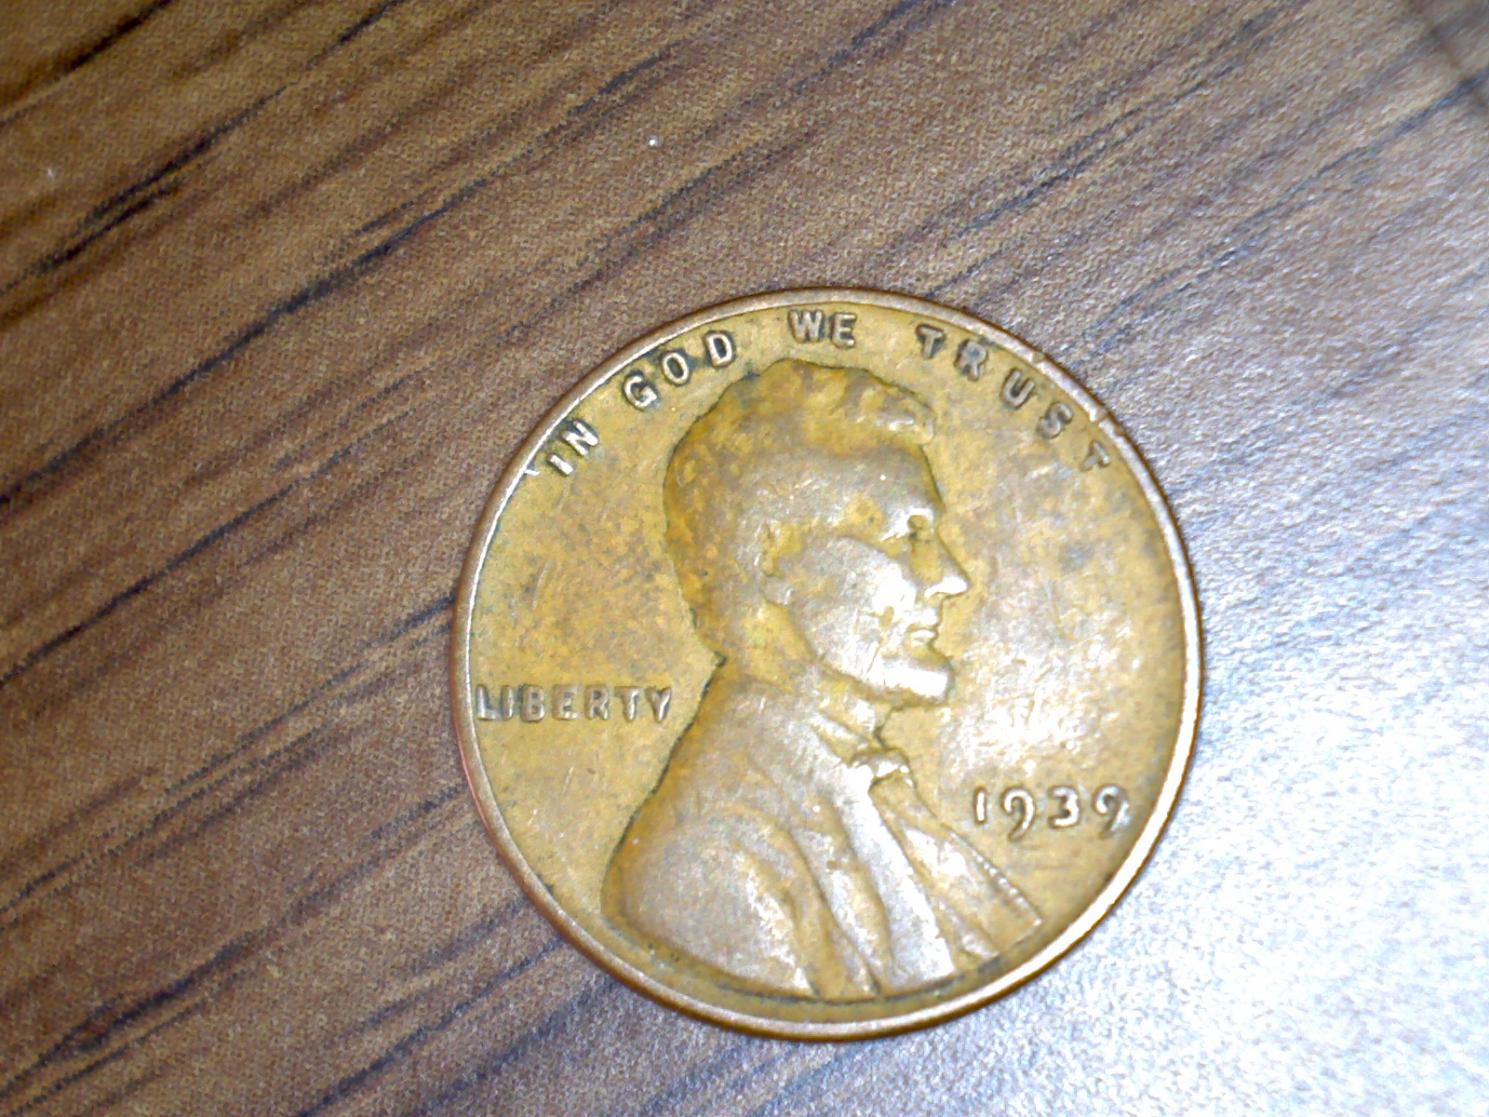 IN GOD WE TRUST
LIBERTY
1939